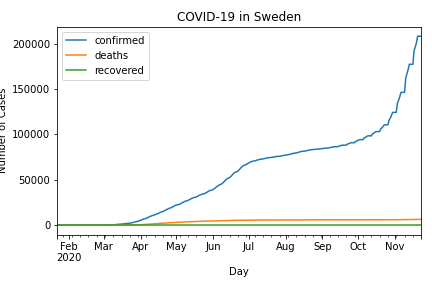 COVID-19 in Sweden
confirmed
deaths
recovered
200000
150000
100000
50000
0
Number of Cases
Feb Mar Apr May Jun Jul Aug Sep Oct Nov
2020
Day